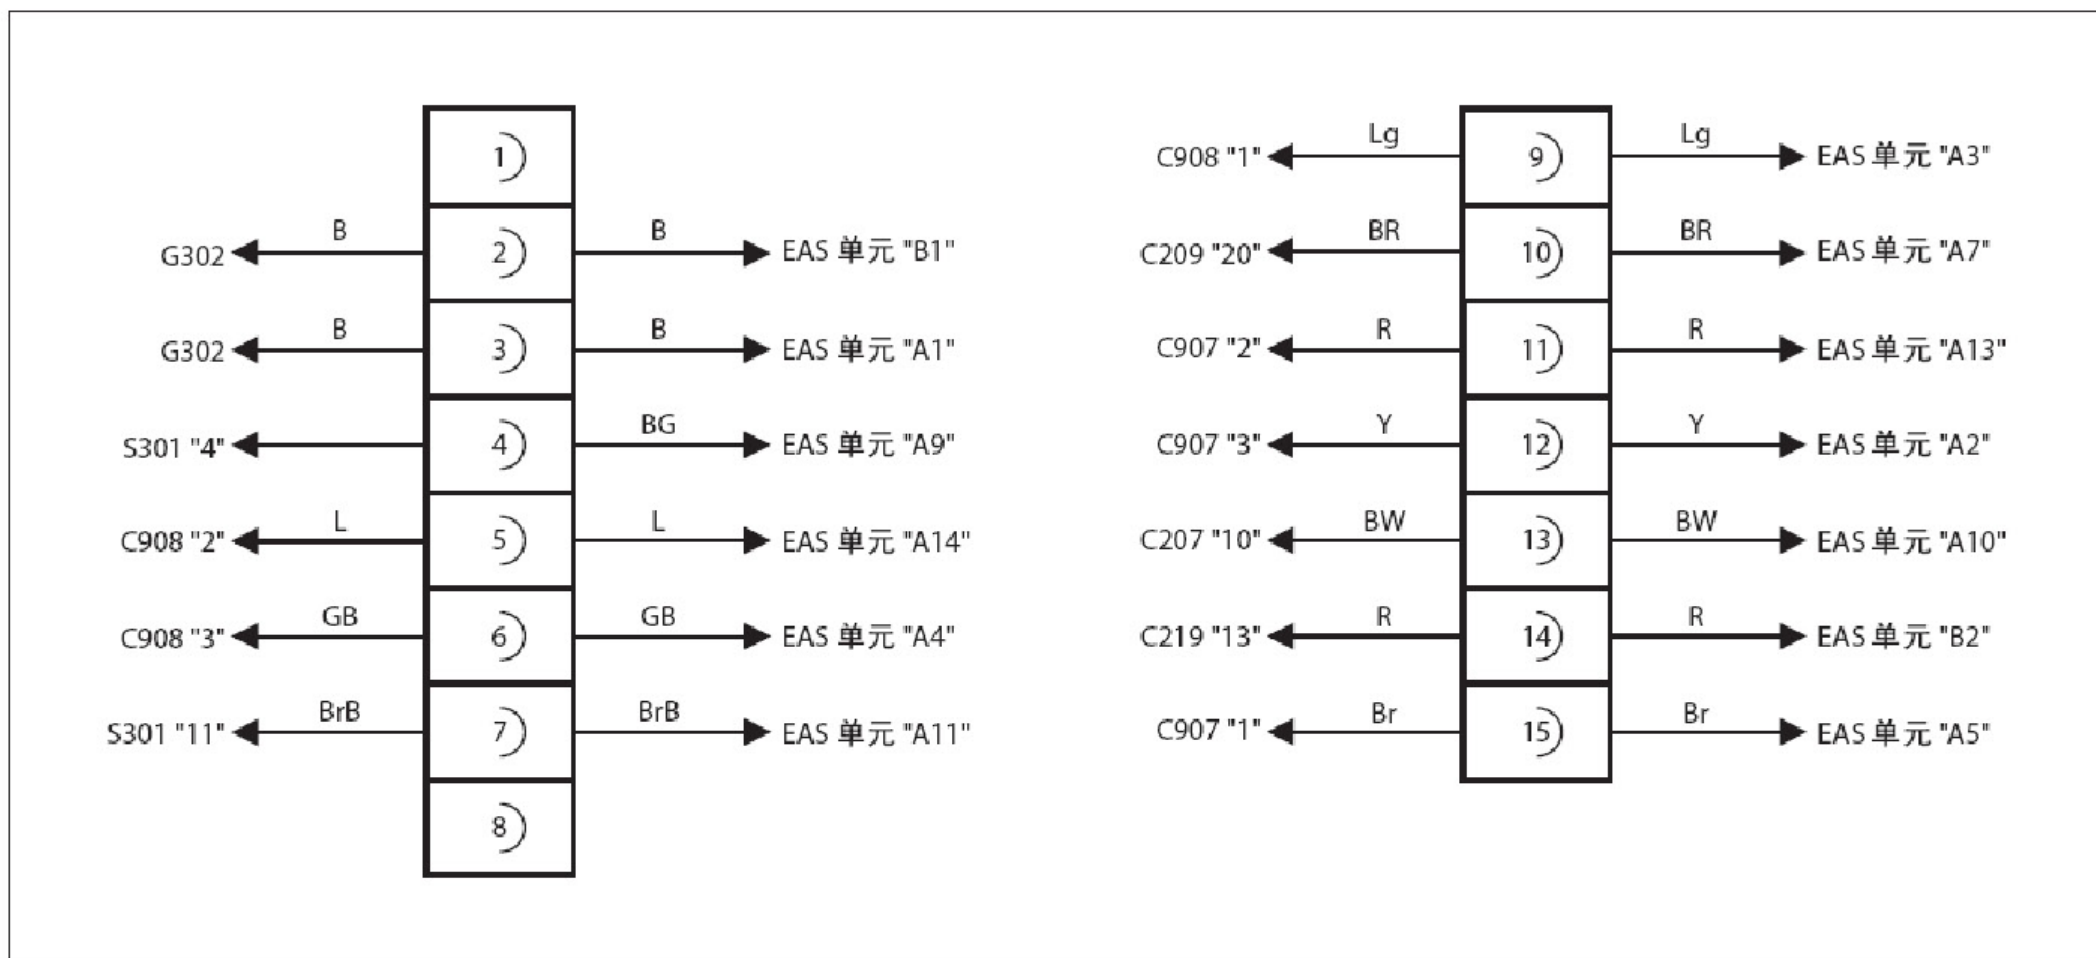 1
G302 B 2 B EAS 单元 "B1"
G302 B 3 B EAS 单元 "A1"
S301 "4" 4 BG EAS 单元 "A9"
C908 "2" L 5 L EAS 单元 "A14"
C908 "3" GB 6 GB EAS 单元 "A4"
S301 "11" BrB 7 BrB EAS 单元 "A11"
8
C908 "1" Lg 9 Lg EAS 单元 "A3"
C209 "20" BR 10 BR EAS 单元 "A7"
C907 "2" R 11 R EAS 单元 "A13"
C907 "3" Y 12 Y EAS 单元 "A2"
C207 "10" BW 13 BW EAS 单元 "A10"
C219 "13" R 14 R EAS 单元 "B2"
C907 "1" Br 15 Br EAS 单元 "A5"